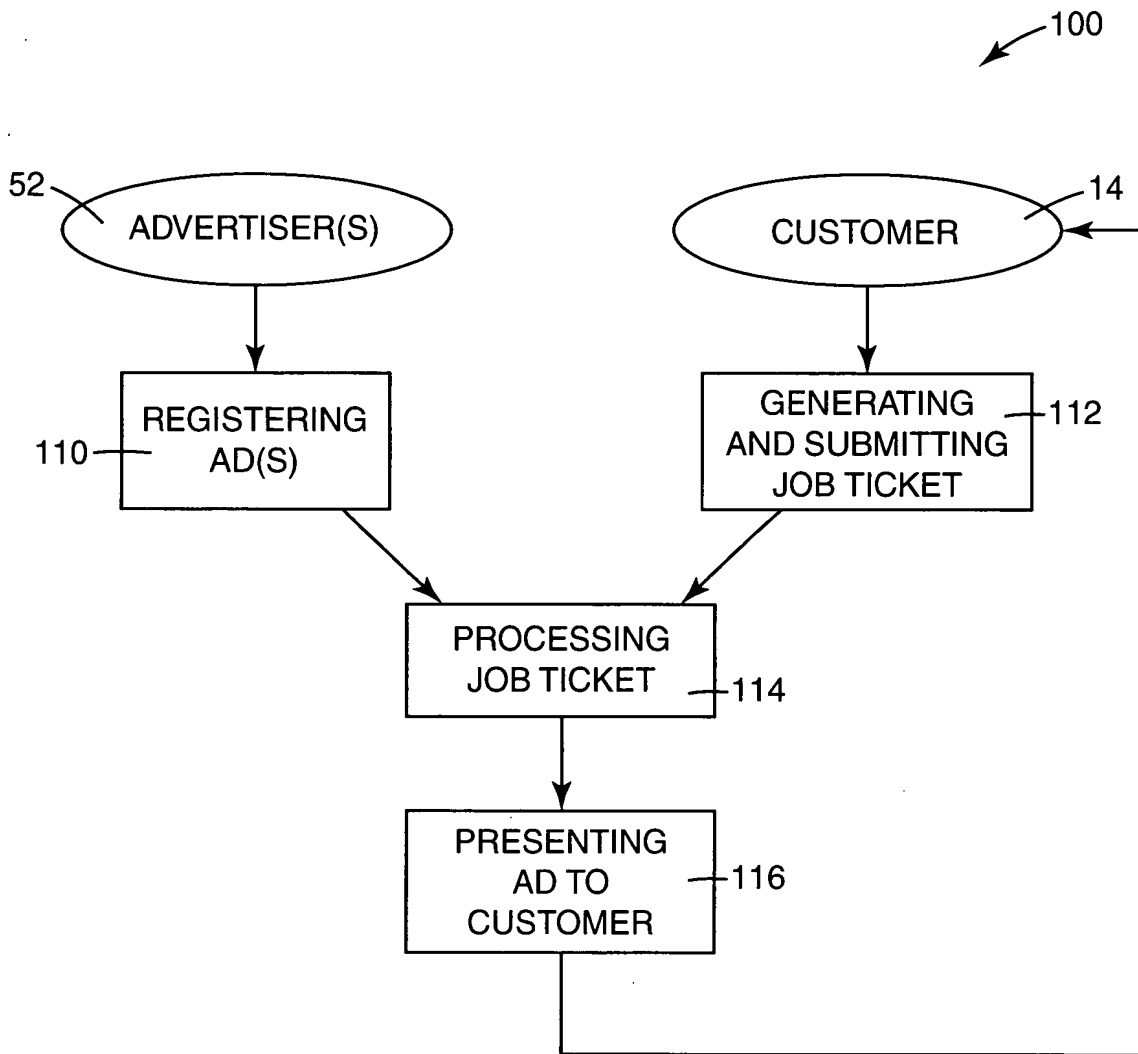 100
52
ADVERTISER(S)
14
CUSTOMER
110
REGISTERING
AD(S)
GENERATING
AND SUBMITTING
JOB TICKET
112
PROCESSING
JOB TICKET
114
PRESENTING
AD TO
CUSTOMER
116